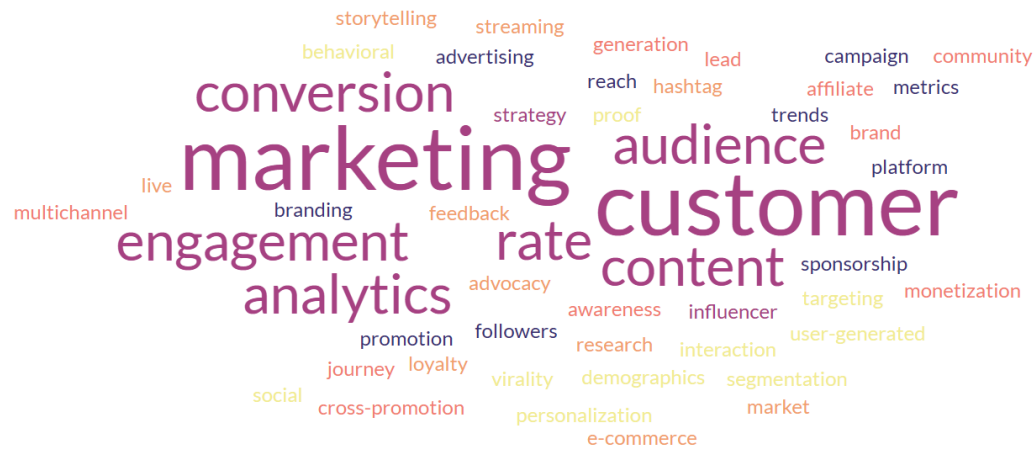 storytelling
streaming
generation
behavioral
advertising
lead
campaign
community
reach
hashtag
affiliate
metrics
conversion
strategy
proof
trends
audience
brand
marketing
platform
live
customer
multichannel
branding
feedback
engagement
rate
content
sponsorship
analytics
advocacy
targeting
monetization
awareness
influencer
promotion
followers
user-generated
research
interaction
journey
loyalty
virality
demographics
segmentation
social
cross-promotion
personalization
market
e-commerce